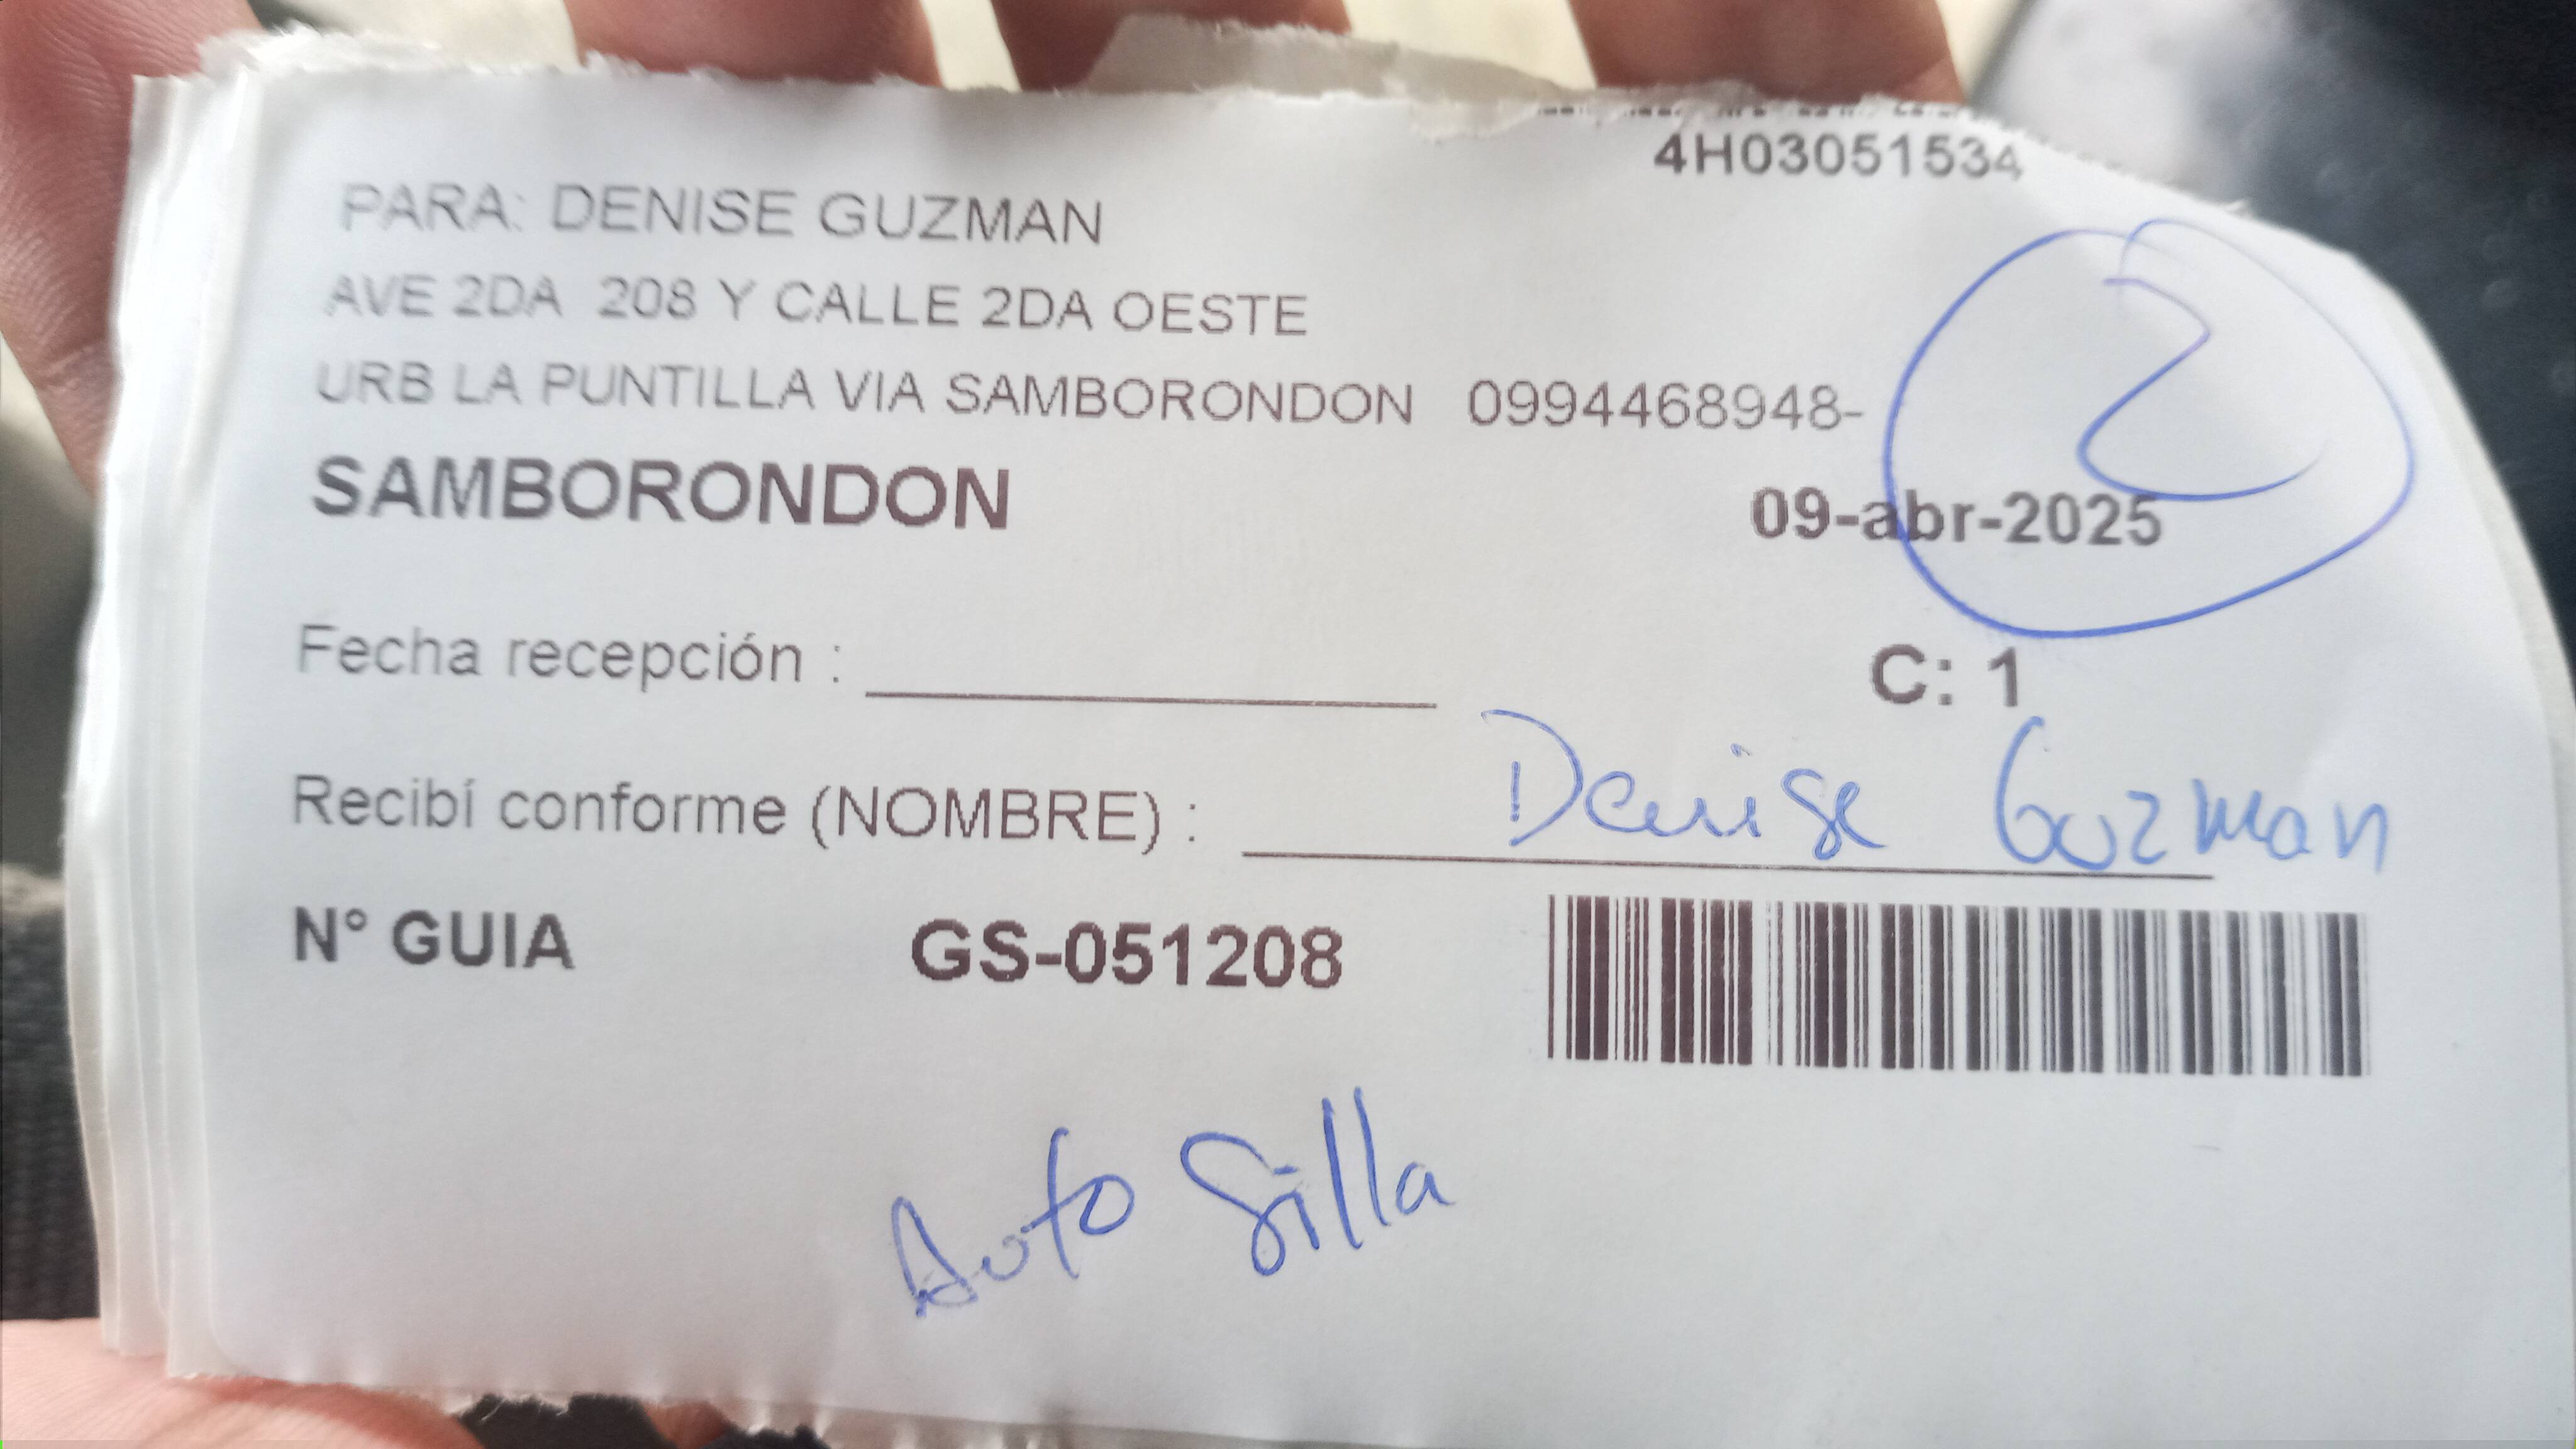 4H03051534
PARA: DENISE GUZMAN
AVE 2DA 208 Y CALLE 2DA OESTE
URB LA PUNTILLA VIA SAMBORONDON 0994468948-
2
SAMBORONDON 09-abr-2025
Fecha recepción : C: 1
Recibí conforme (NOMBRE) : Denise Guzman
N° GUIA GS-051208
Auto Silla